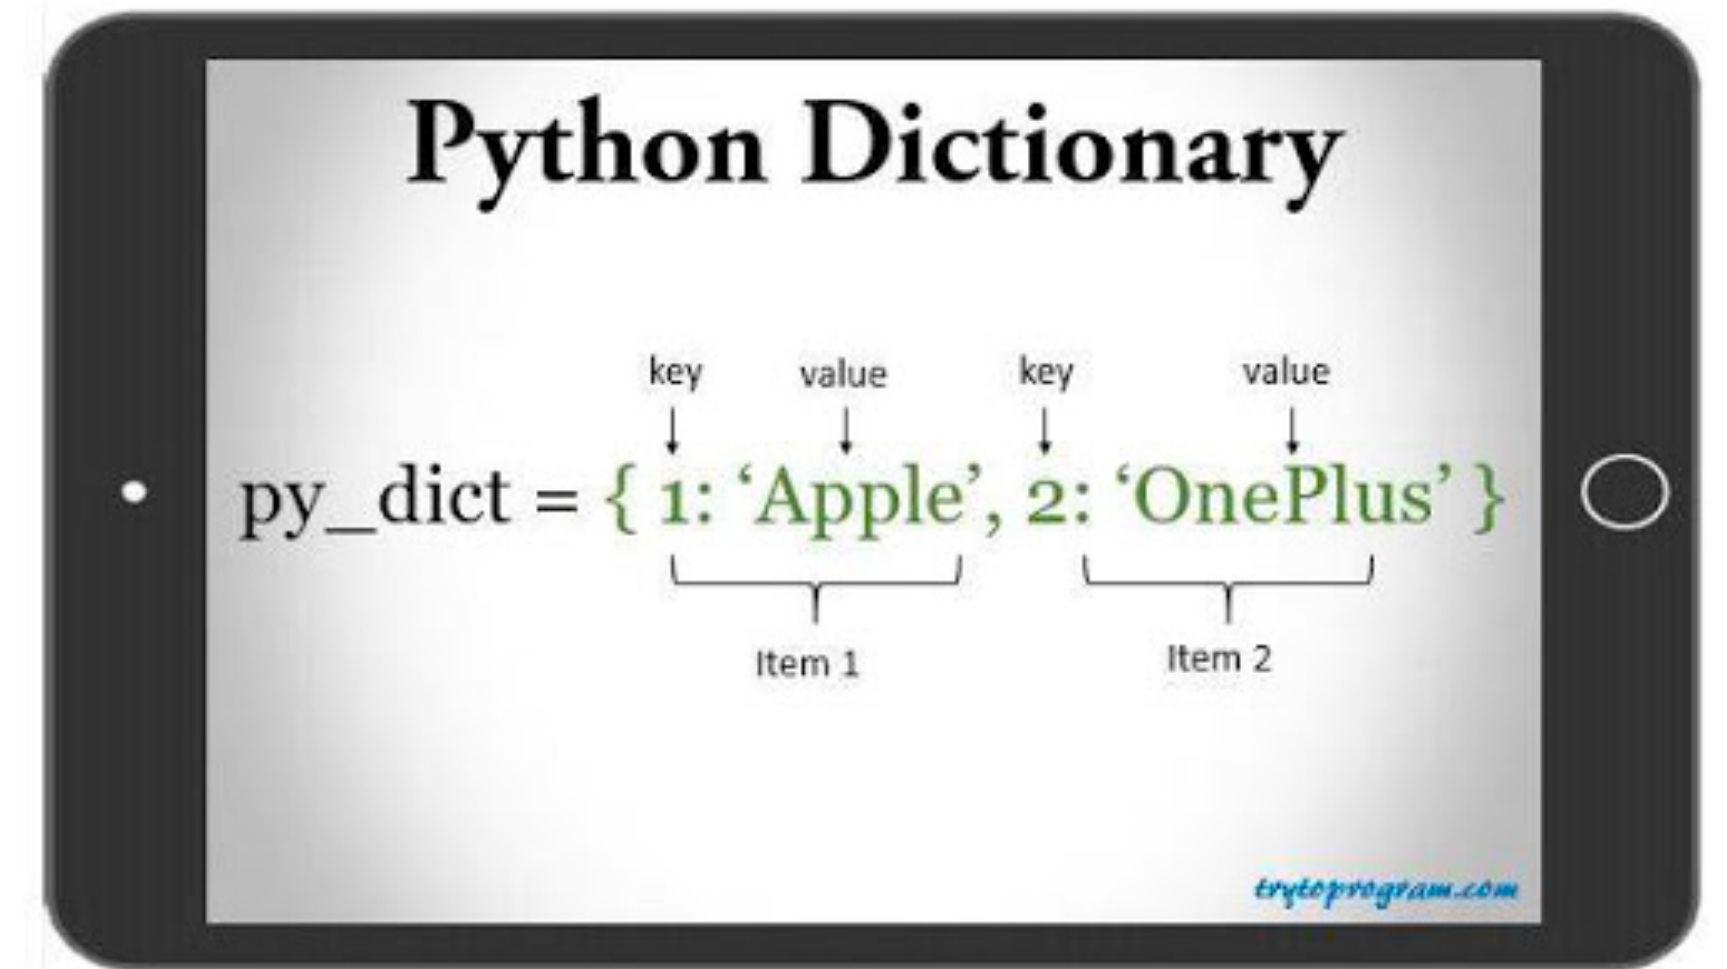 Python Dictionary
key value key value
py_dict = { 1: ‘Apple’, 2: ‘OnePlus’ }
Item 1 Item 2
trytoprogram.com